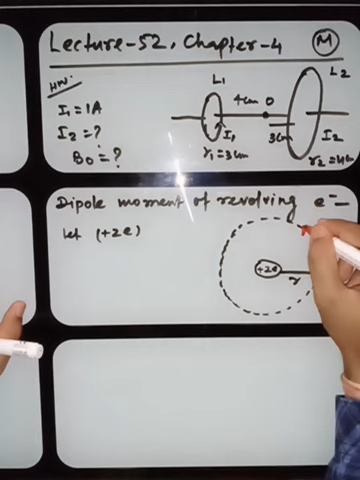 Lecture-52, Chapter-4 M
HW:
I₁ = 1A
I₂ = ?
B₀ = ?
L₁
4cm O
I₁
r₁ = 3cm
3cm
L₂
I₂
r₂ = 4cm
Dipole moment of revolving e⁻
Let (+2e)
+2e
r